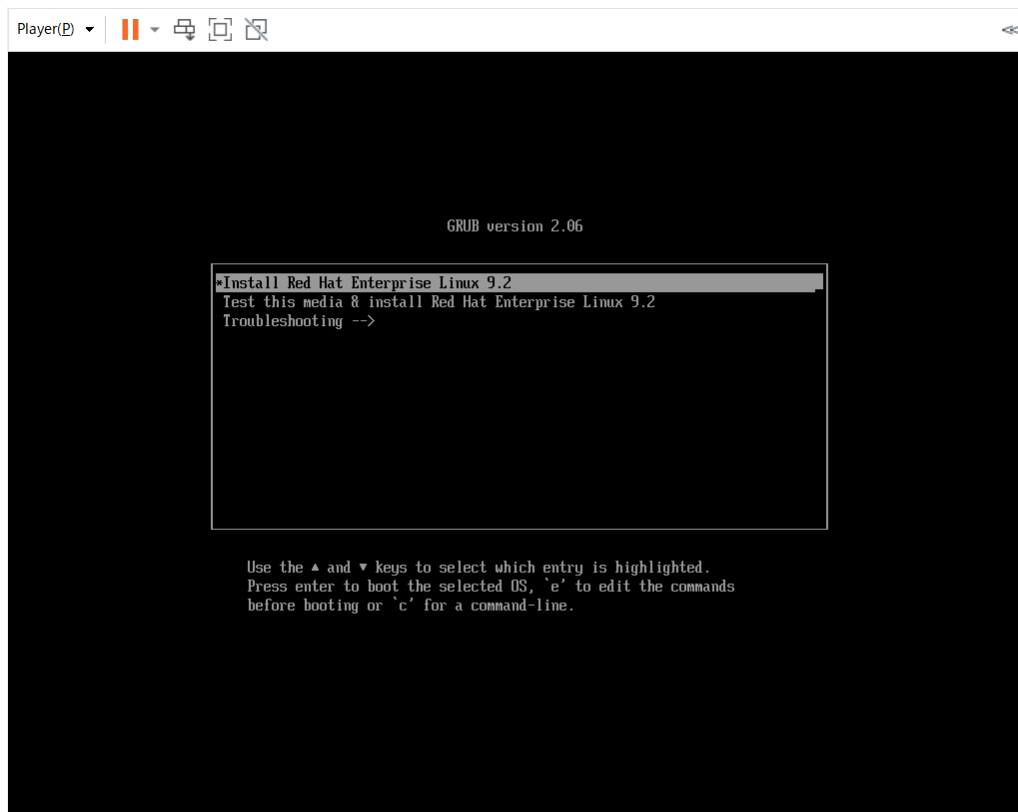 Player(P)
GRUB version 2.06
*Install Red Hat Enterprise Linux 9.2
Test this media & install Red Hat Enterprise Linux 9.2
Troubleshooting -->
Use the ▲ and ▼ keys to select which entry is highlighted.
Press enter to boot the selected OS, `e' to edit the commands
before booting or `c' for a command-line.